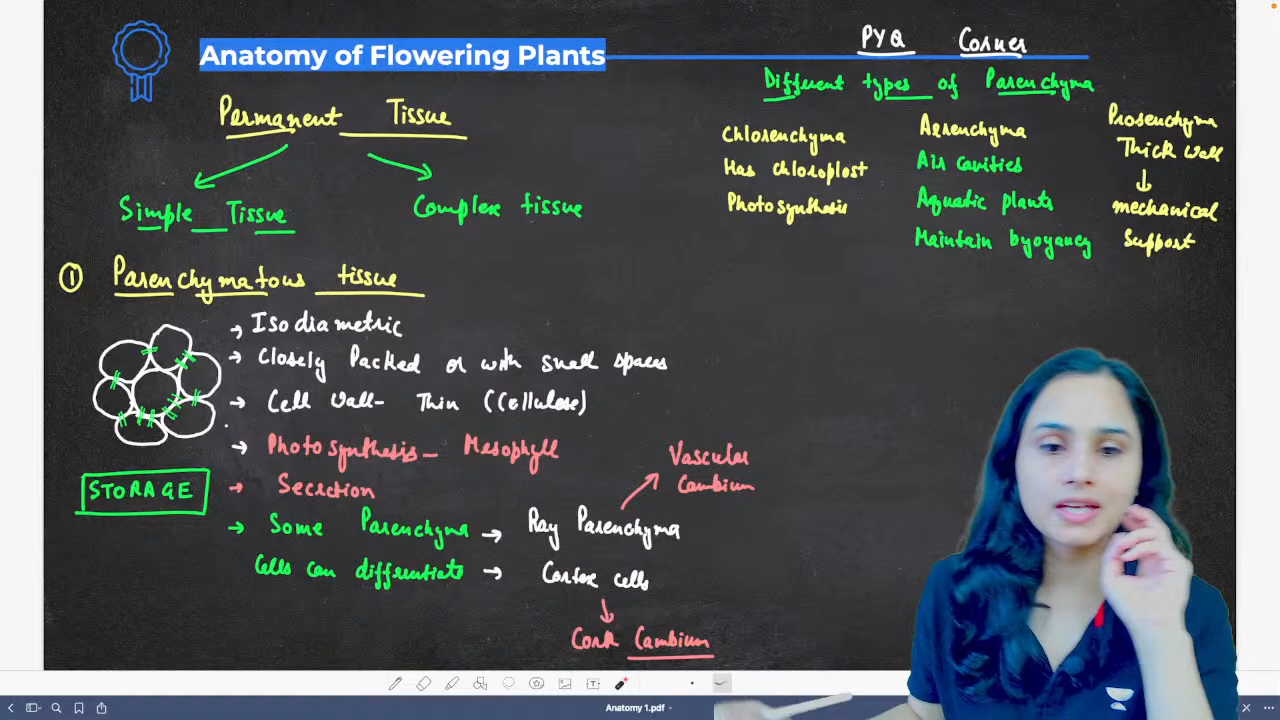 Anatomy of Flowering Plants
PYQ Corner
Different types of Parenchyma
Permanent Tissue
Simple Tissue
Complex tissue
Chlorenchyma
Has chloroplost
Photosynthesis
Aerenchyma
Air cavities
Aquatic plants
Maintain byoyancy
Prosenchyma
Thick wall
mechanical
Support
① Parenchymatous tissue
→ Isodiametric
→ Closely Packed or with small spaces
→ Cell Wall- Thin (Cellulose)
→ Photosynthesis - Mesophyll
→ Secretion
STORAGE
→ Some Parenchyma → Ray Parenchyma
Cells can differentiate → Cortex cells
Vascular
Cambium
Cork Cambium
Anatomy 1.pdf